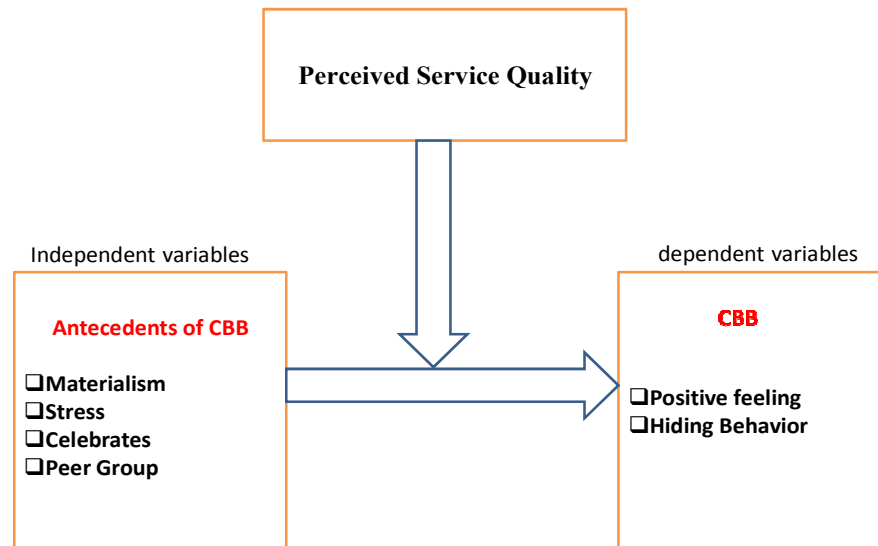 Perceived Service Quality
Independent variables
Antecedents of CBB
❑Materialism
❑Stress
❑Celebrates
❑Peer Group
dependent variables
CBB
❑Positive feeling
❑Hiding Behavior